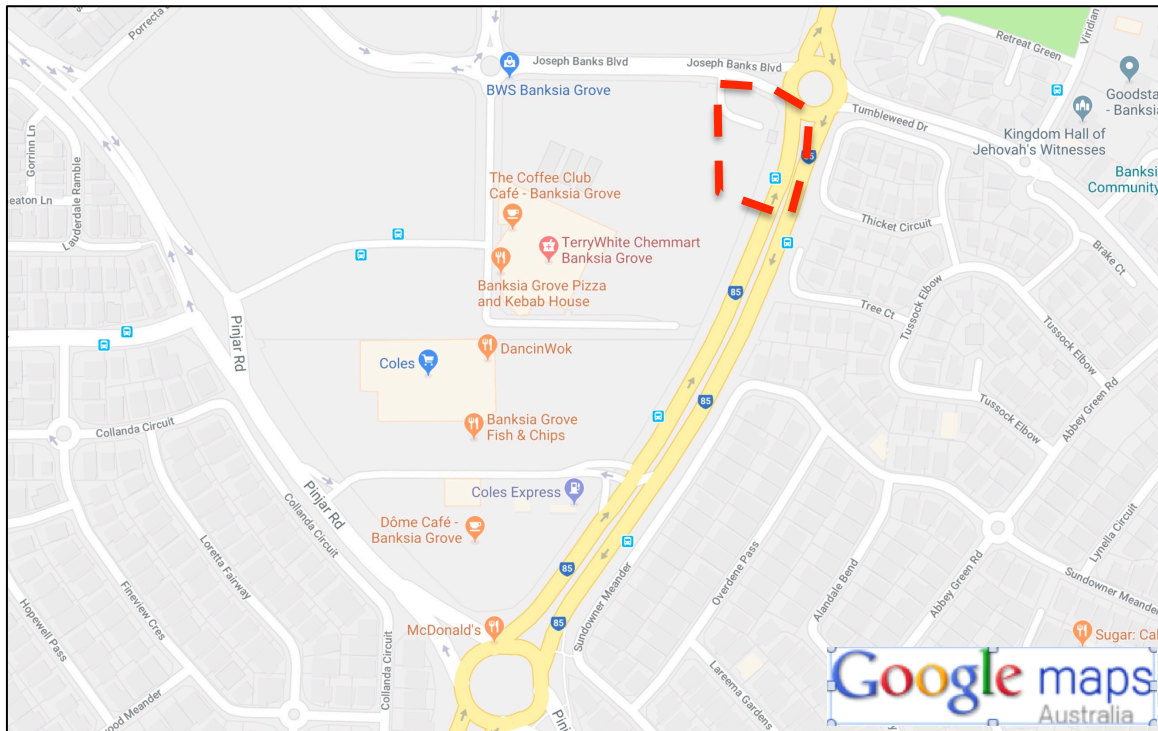 Porrecta
Gorrinn Ln
eaton Ln
Lauderdale Ramble
Joseph Banks Blvd
Joseph Banks Blvd
BWS Banksia Grove
Retreat Green
Viridian
Goodsta
- Banksia
Tumbleweed Dr
Kingdom Hall of
Jehovah's Witnesses
Banksi
Community
85
The Coffee Club
Café - Banksia Grove
TerryWhite Chemmart
Banksia Grove
Banksia Grove Pizza
and Kebab House
Thicket Circuit
Brake Ct
Tree Ct
Tussock Elbow
Tussock Elbow
Tussock Elbow
Abbey Green Rd
85
Pinjar Rd
DancinWok
Coles
85
Banksia Grove
Fish & Chips
Collanda Circuit
Coles Express
Dôme Café -
Banksia Grove
Pinjar Rd
Collanda Circuit
Loretta Fairway
Fineview Cres
Hopewell Pass
ood Meander
Collanda Circuit
85
85
McDonald's
Sundowner Meander
Overdene Pass
Alandale Bend
Abbey Green Rd
Lynella Circuit
Sundowner Meander
Lareema Gardens
Pinj
Sugar: Cal
Google maps
Australia